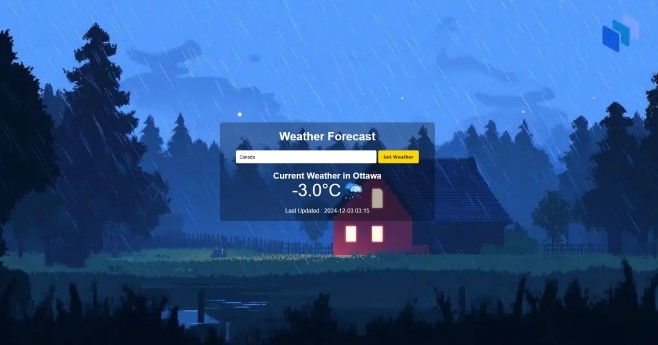 Weather Forecast
Canada
Get Weather
Current Weather in Ottawa
-3.0°C
Last Updated : 2024-12-03 03:15